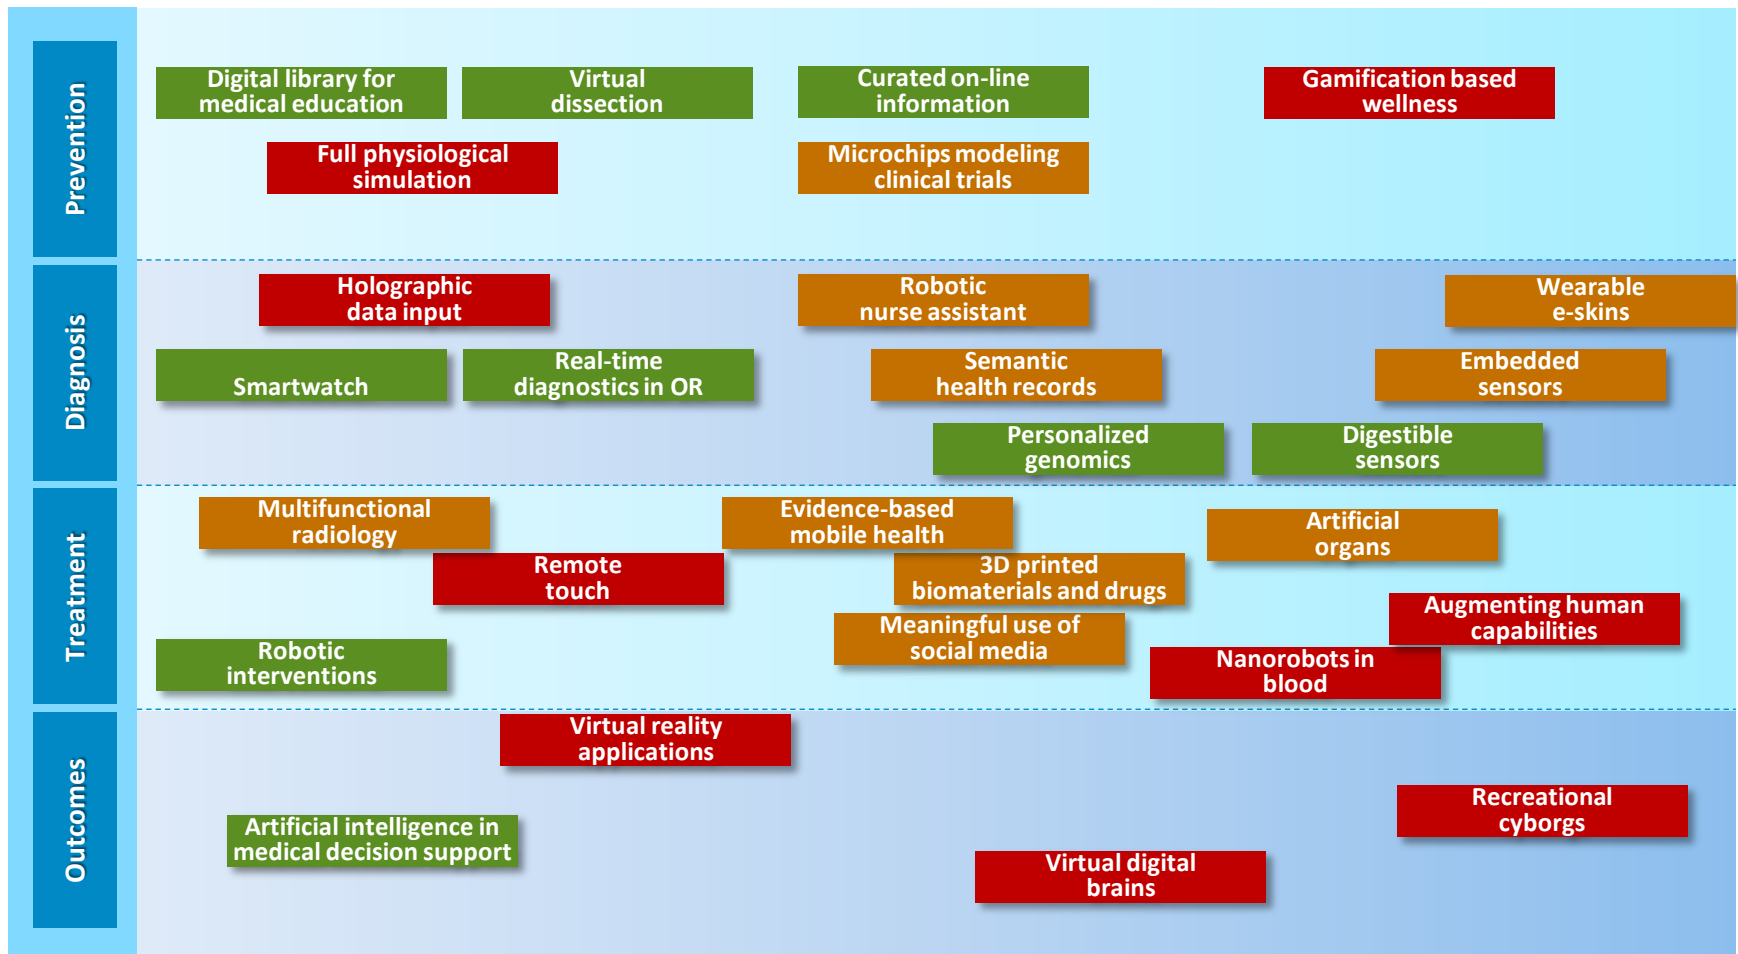 Prevention
Digital library for
medical education
Virtual
dissection
Curated on-line
information
Gamification based
wellness
Full physiological
simulation
Microchips modeling
clinical trials
Diagnosis
Holographic
data input
Robotic
nurse assistant
Wearable
e-skins
Smartwatch
Real-time
diagnostics in OR
Semantic
health records
Embedded
sensors
Personalized
genomics
Digestible
sensors
Treatment
Multifunctional
radiology
Evidence-based
mobile health
Artificial
organs
Remote
touch
3D printed
biomaterials and drugs
Augmenting human
capabilities
Meaningful use of
social media
Robotic
interventions
Nanorobots in
blood
Outcomes
Virtual reality
applications
Recreational
cyborgs
Artificial intelligence in
medical decision support
Virtual digital
brains